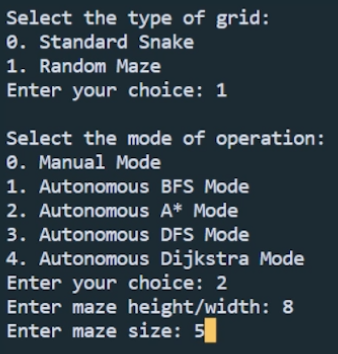 Select the type of grid:
0. Standard Snake
1. Random Maze
Enter your choice: 1
Select the mode of operation:
0. Manual Mode
1. Autonomous BFS Mode
2. Autonomous A* Mode
3. Autonomous DFS Mode
4. Autonomous Dijkstra Mode
Enter your choice: 2
Enter maze height/width: 8
Enter maze size: 5